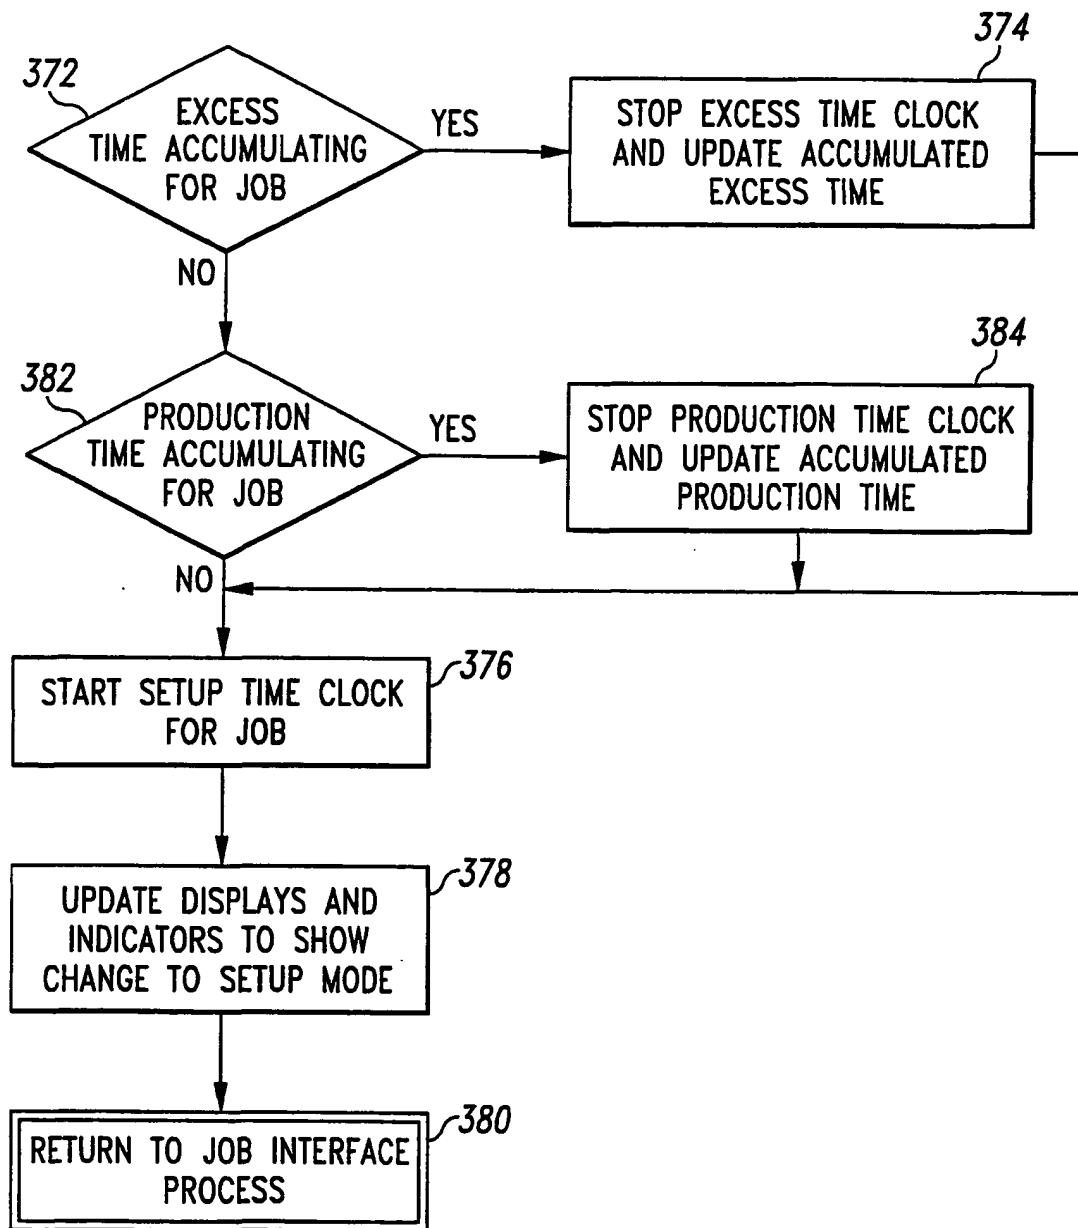 372
EXCESS
TIME ACCUMULATING
FOR JOB
YES
NO
374
STOP EXCESS TIME CLOCK
AND UPDATE ACCUMULATED
EXCESS TIME
382
PRODUCTION
TIME ACCUMULATING
FOR JOB
YES
NO
384
STOP PRODUCTION TIME CLOCK
AND UPDATE ACCUMULATED
PRODUCTION TIME
376
START SETUP TIME CLOCK
FOR JOB
378
UPDATE DISPLAYS AND
INDICATORS TO SHOW
CHANGE TO SETUP MODE
380
RETURN TO JOB INTERFACE
PROCESS